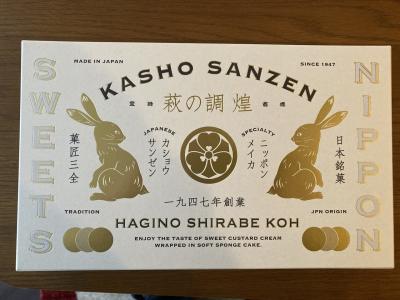 MADE IN JAPAN
SINCE 1947
KASHO SANZEN
SWEETS
NIPPON
萩の調 煌
JAPANESE
カショウ
サンゼン
SPECIALTY
ニッポン
メイカ
菓匠三全
日本銘菓
一九四七年創業
TRADITION
JPN ORIGIN
HAGINO SHIRABE KOH
ENJOY THE TASTE OF SWEET CUSTARD CREAM
WRAPPED IN SOFT SPONGE CAKE.